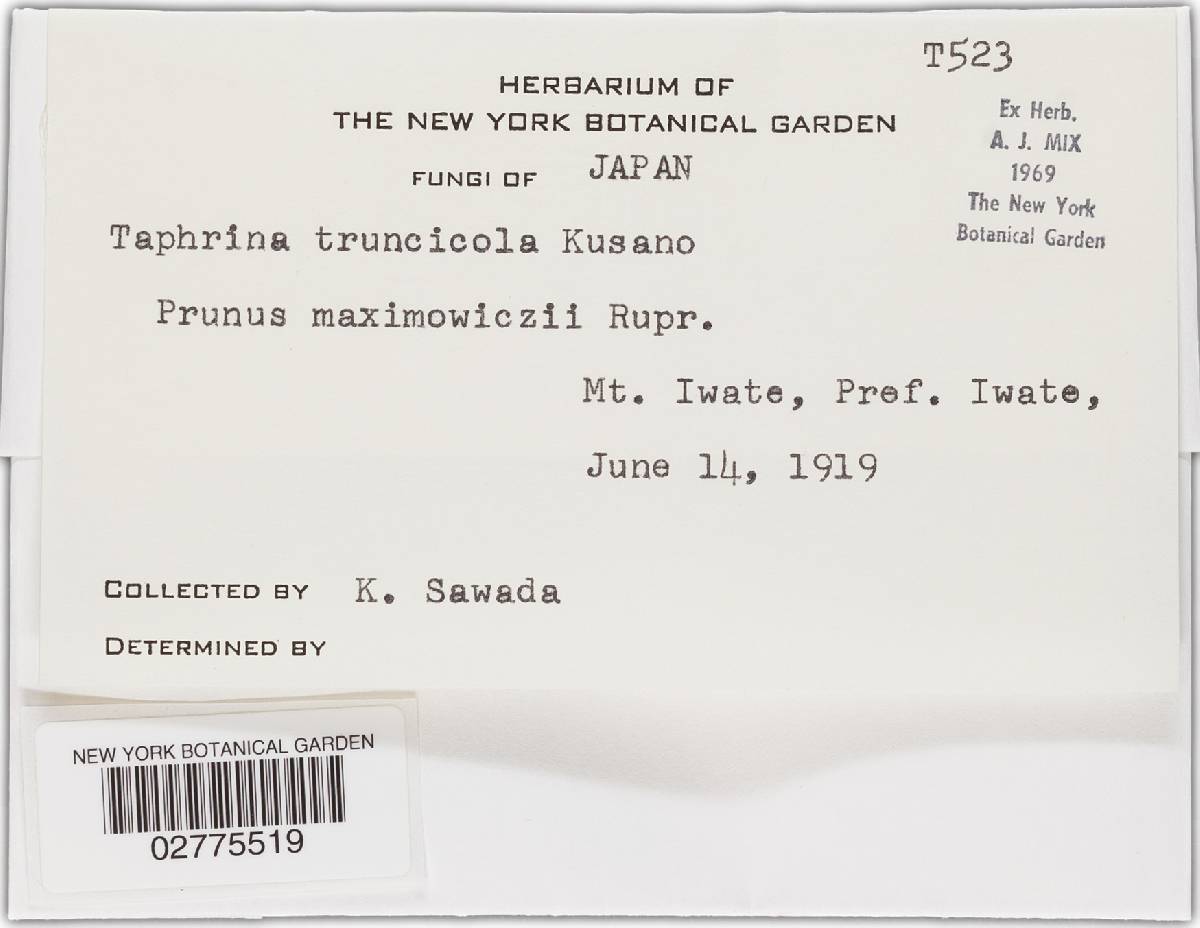 T523
HERBARIUM OF
THE NEW YORK BOTANICAL GARDEN
FUNGI OF JAPAN
Ex Herb.
A. J. MIX
1969
The New York
Botanical Garden
Taphrina truncicola Kusano
Prunus maximowiczii Rupr.
Mt. Iwate, Pref. Iwate,
June 14, 1919
COLLECTED BY K. Sawada
DETERMINED BY
NEW YORK BOTANICAL GARDEN
02775519